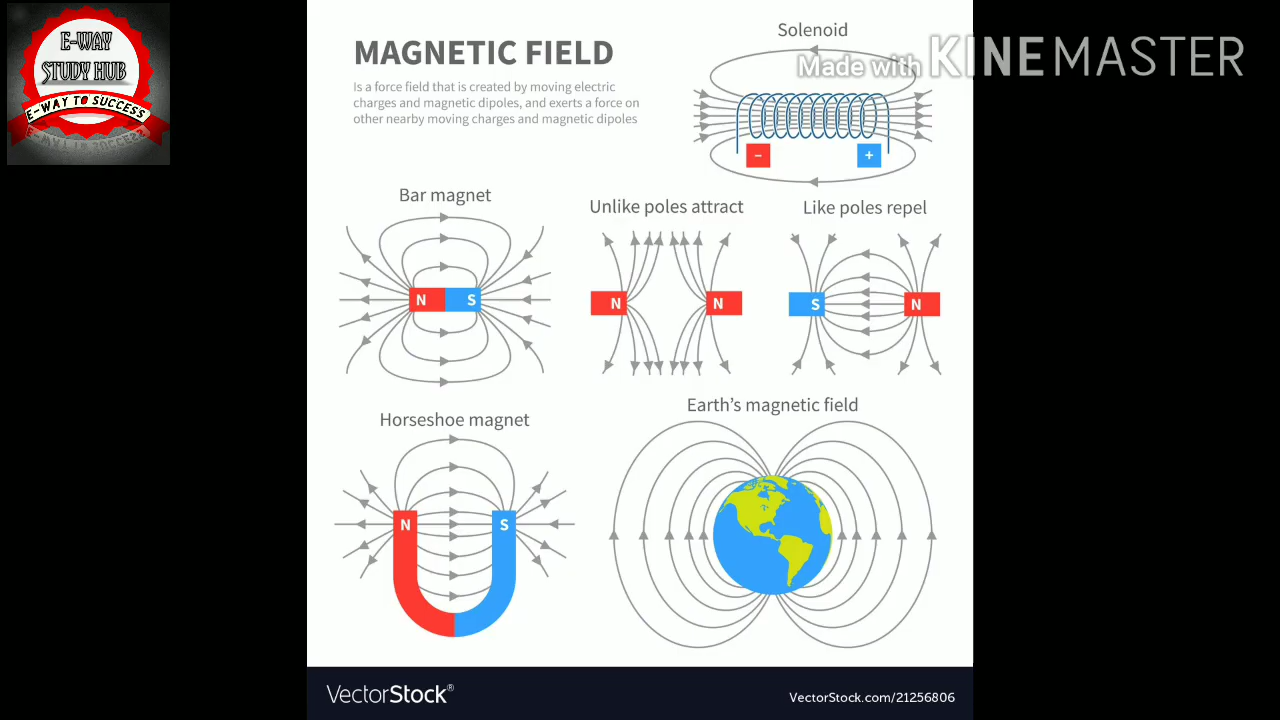 E-WAY
STUDY HUB
E-WAY TO SUCCESS
Made with KINEMASTER
MAGNETIC FIELD
Is a force field that is created by moving electric
charges and magnetic dipoles, and exerts a force on
other nearby moving charges and magnetic dipoles
Solenoid
– +
Bar magnet
N S
Unlike poles attract
N N
Like poles repel
S N
Horseshoe magnet
N S
Earth’s magnetic field
VectorStock®
VectorStock.com/21256806